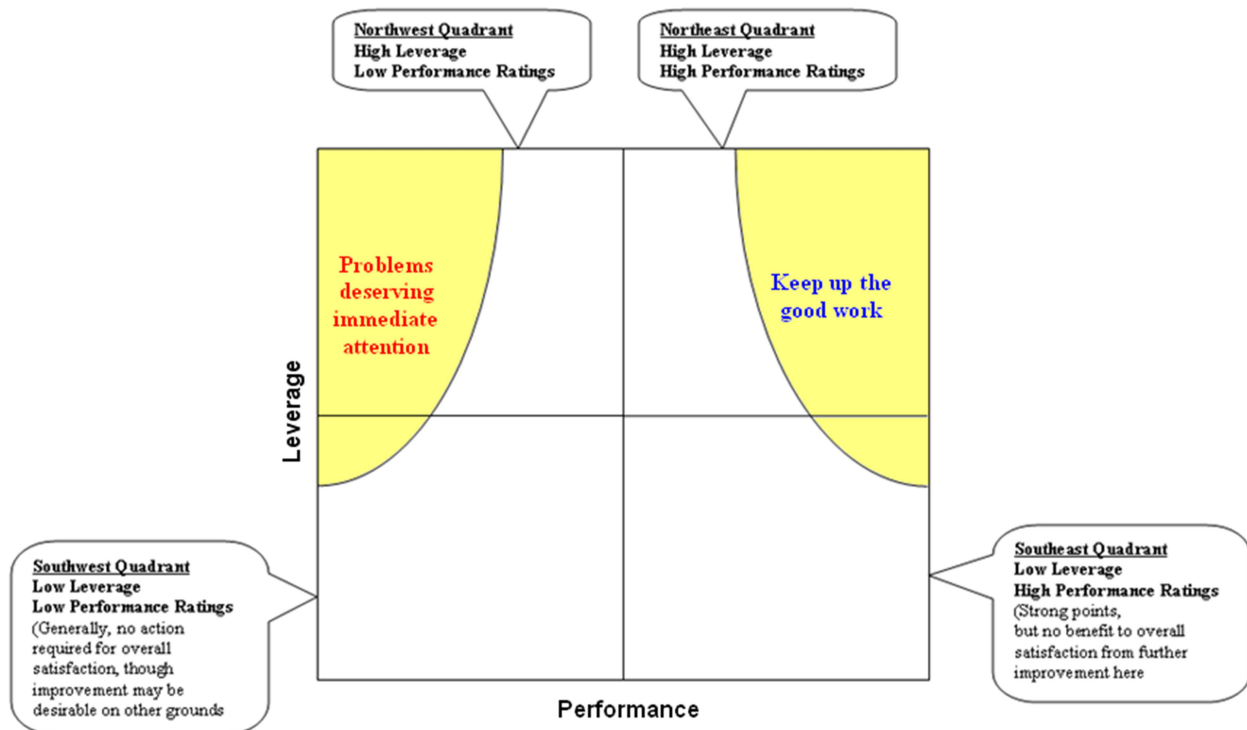 Northwest Quadrant
High Leverage
Low Performance Ratings
Northeast Quadrant
High Leverage
High Performance Ratings
Problems
deserving
immediate
attention
Keep up the
good work
Leverage
Southwest Quadrant
Low Leverage
Low Performance Ratings
(Generally, no action
required for overall
satisfaction, though
improvement may be
desirable on other grounds
Southeast Quadrant
Low Leverage
High Performance Ratings
(Strong points,
but no benefit to overall
satisfaction from further
improvement here
Performance